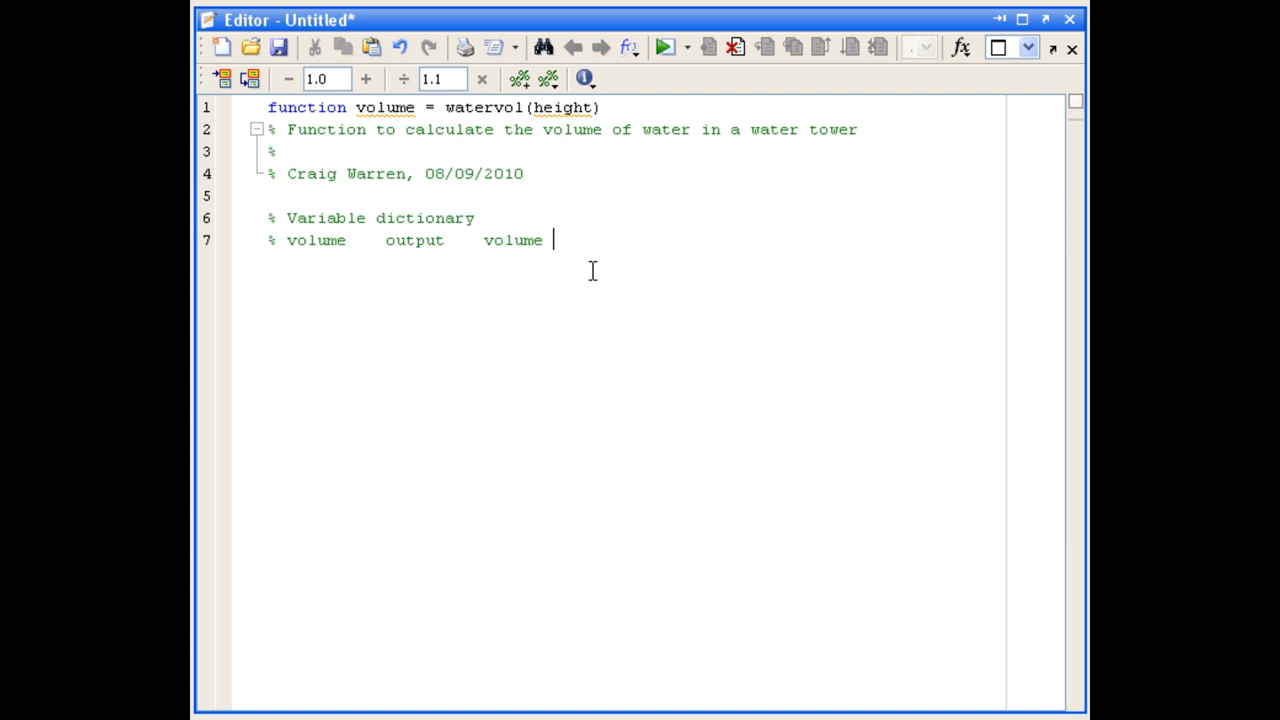 Editor - Untitled*
1.0
1.1
1 function volume = watervol(height)
2 % Function to calculate the volume of water in a water tower
3 %
4 % Craig Warren, 08/09/2010
5
6 % Variable dictionary
7 % volume    output    volume